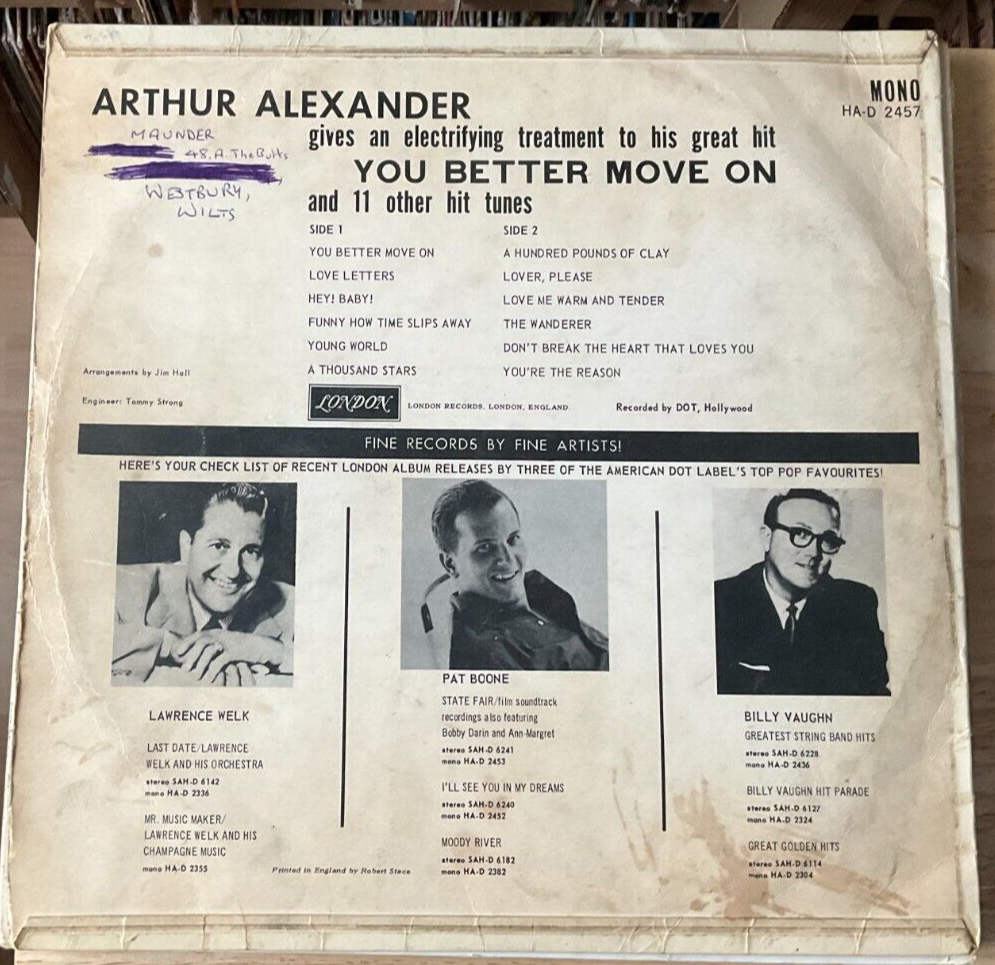 ARTHUR ALEXANDER
MONO
HA-D 2457
MAUNDER
48.A. The Butts
WESTBURY,
WILTS
gives an electrifying treatment to his great hit
YOU BETTER MOVE ON
and 11 other hit tunes
SIDE 1
YOU BETTER MOVE ON
LOVE LETTERS
HEY! BABY!
FUNNY HOW TIME SLIPS AWAY
YOUNG WORLD
A THOUSAND STARS
SIDE 2
A HUNDRED POUNDS OF CLAY
LOVER, PLEASE
LOVE ME WARM AND TENDER
THE WANDERER
DON'T BREAK THE HEART THAT LOVES YOU
YOU'RE THE REASON
Arrangements by Jim Hall
Engineer: Tommy Strong
LONDON
LONDON RECORDS, LONDON, ENGLAND.
Recorded by DOT, Hollywood
FINE RECORDS BY FINE ARTISTS!
HERE'S YOUR CHECK LIST OF RECENT LONDON ALBUM RELEASES BY THREE OF THE AMERICAN DOT LABEL'S TOP POP FAVOURITES!
LAWRENCE WELK
LAST DATE/LAWRENCE
WELK AND HIS ORCHESTRA
stereo SAH-D 6142
mono HA-D 2336
MR. MUSIC MAKER/
LAWRENCE WELK AND HIS
CHAMPAGNE MUSIC
mono HA-D 2355
Printed in England by Robert Stace
PAT BOONE
STATE FAIR/film soundtrack
recordings also featuring
Bobby Darin and Ann-Margret
stereo SAH-D 6241
mono HA-D 2453
I'LL SEE YOU IN MY DREAMS
stereo SAH-D 6240
mono HA-D 2452
MOODY RIVER
stereo SAH-D 6182
mono HA-D 2382
BILLY VAUGHN
GREATEST STRING BAND HITS
stereo SAH-D 6228
mono HA-D 2436
BILLY VAUGHN HIT PARADE
stereo SAH-D 6127
mono HA-D 2324
GREAT GOLDEN HITS
stereo SAH-D 6114
mono HA-D 2304